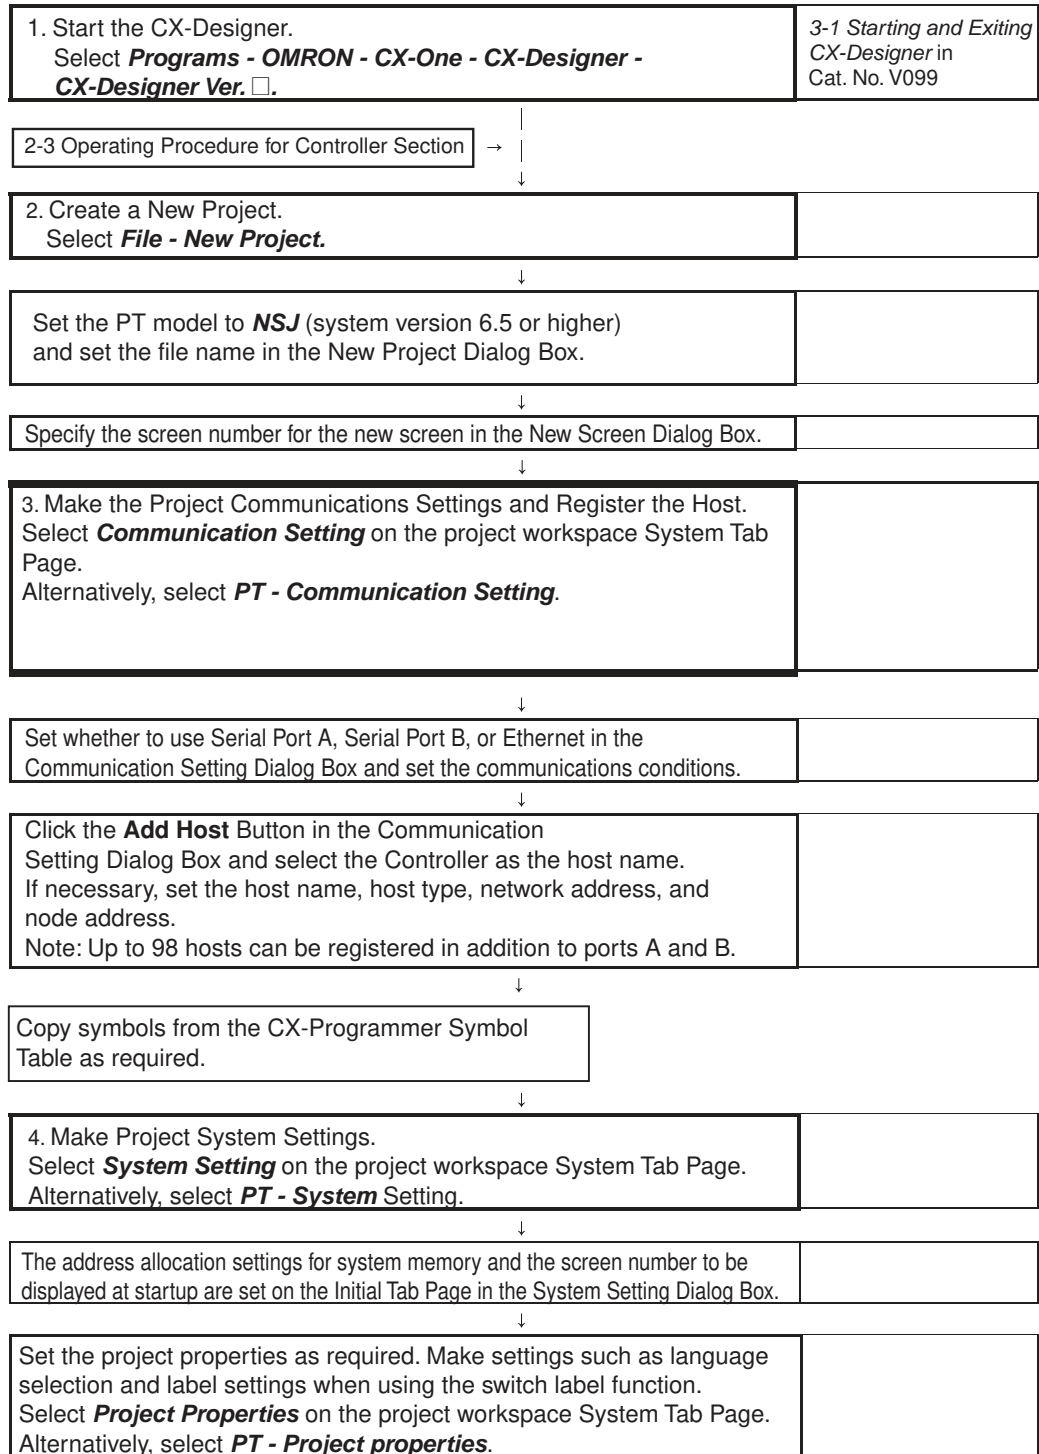 1. Start the CX-Designer.
Select Programs - OMRON - CX-One - CX-Designer -
CX-Designer Ver. □.
3-1 Starting and Exiting
CX-Designer in
Cat. No. V099
2-3 Operating Procedure for Controller Section →
↓
2. Create a New Project.
Select File - New Project.
↓
Set the PT model to NSJ (system version 6.5 or higher)
and set the file name in the New Project Dialog Box.
↓
Specify the screen number for the new screen in the New Screen Dialog Box.
↓
3. Make the Project Communications Settings and Register the Host.
Select Communication Setting on the project workspace System Tab
Page.
Alternatively, select PT - Communication Setting.
↓
Set whether to use Serial Port A, Serial Port B, or Ethernet in the
Communication Setting Dialog Box and set the communications conditions.
↓
Click the Add Host Button in the Communication
Setting Dialog Box and select the Controller as the host name.
If necessary, set the host name, host type, network address, and
node address.
Note: Up to 98 hosts can be registered in addition to ports A and B.
↓
Copy symbols from the CX-Programmer Symbol
Table as required.
↓
4. Make Project System Settings.
Select System Setting on the project workspace System Tab Page.
Alternatively, select PT - System Setting.
↓
The address allocation settings for system memory and the screen number to be
displayed at startup are set on the Initial Tab Page in the System Setting Dialog Box.
↓
Set the project properties as required. Make settings such as language
selection and label settings when using the switch label function.
Select Project Properties on the project workspace System Tab Page.
Alternatively, select PT - Project properties.